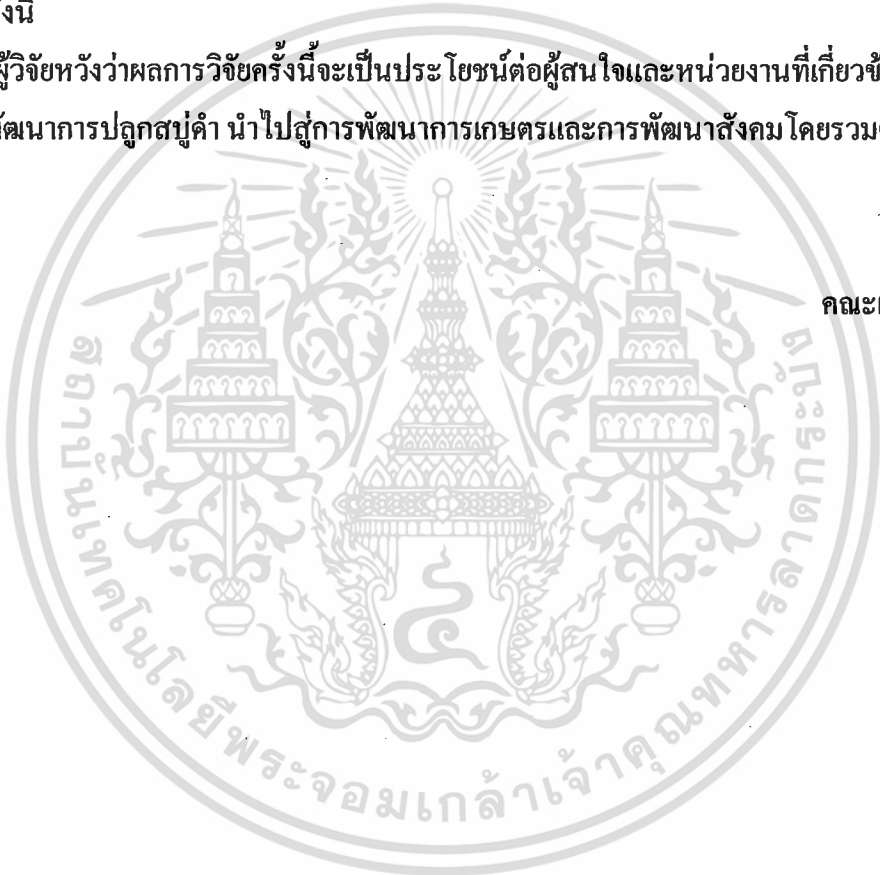 ผู้วิจัยหวังว่าผลการวิจัยครั้งนี้จะเป็นประโยชน์ต่อผู้สนใจและหน่วยงานที่เกี่ยวข้
พัฒนาการปลูกสบู่ดำ นำไปสู่การพัฒนาการเกษตรและการพัฒนาสังคมโดยรวม
คณะ
สถาบันเทคโนโลยีพระจอมเกล้าเจ้าคุณทหารลาดกระบัง